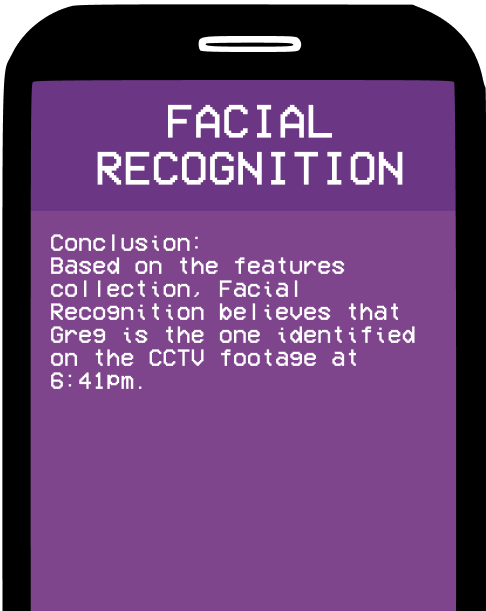 FACIAL
RECOGNITION
Conclusion:
Based on the features
collection, Facial
Recognition believes that
Greg is the one identified
on the CCTV footage at
6:41pm.